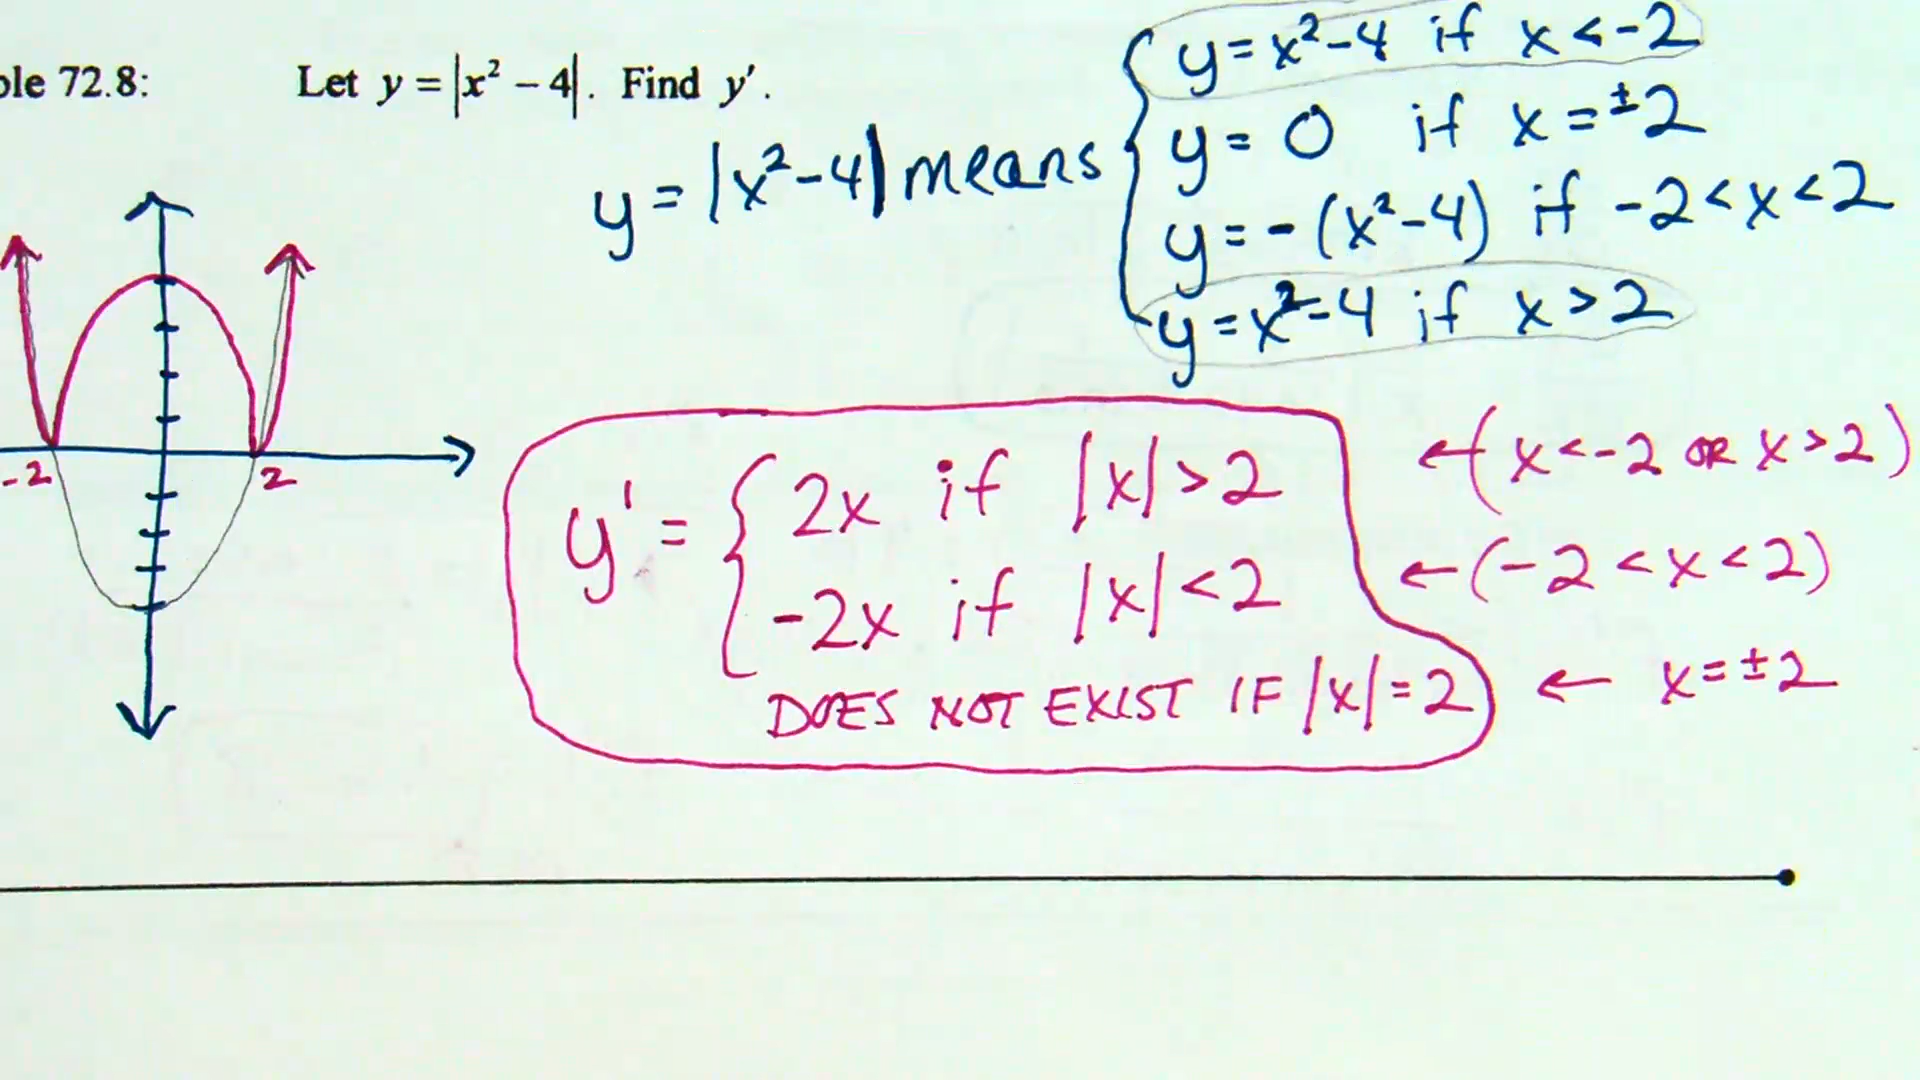 ple 72.8: Let y = |x² − 4|. Find y′.
y = |x²-4| means
y = x²-4 if x < -2
y = 0 if x = ±2
y = -(x²-4) if -2 < x < 2
y = x²-4 if x > 2
-2
2
y' = { 2x if |x| > 2 ← (x < -2 OR x > 2)
-2x if |x| < 2 ← (-2 < x < 2)
DOES NOT EXIST IF |x| = 2 ← x = ±2